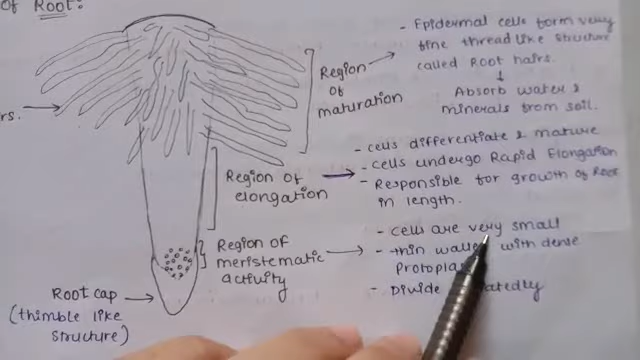 of Root:
rs.
Region
of
maturation
- Epidermal cells form very
fine thread like structure
called Root hairs.
Absorb water &
minerals from soil.
Region of
elongation
- cells differentiate & mature
- Cells undergo Rapid Elongation
- Responsible for growth of Root
in length.
Region of
meristematic
activity
- cells are very small
- thin walled with dense
- Divide
Root cap
(thimble like
structure)